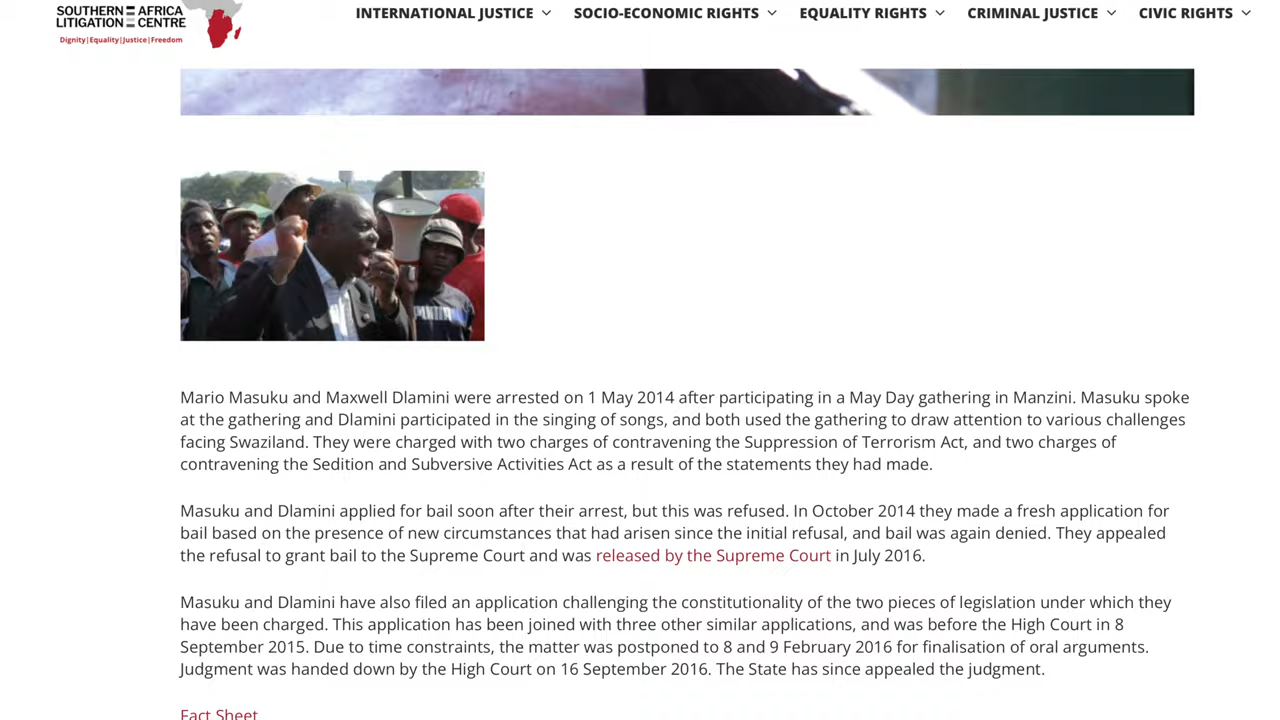 SOUTHERN AFRICA
LITIGATION CENTRE
Dignity|Equality|Justice|Freedom
INTERNATIONAL JUSTICE
SOCIO-ECONOMIC RIGHTS
EQUALITY RIGHTS
CRIMINAL JUSTICE
CIVIC RIGHTS
Mario Masuku and Maxwell Dlamini were arrested on 1 May 2014 after participating in a May Day gathering in Manzini. Masuku spoke
at the gathering and Dlamini participated in the singing of songs, and both used the gathering to draw attention to various challenges
facing Swaziland. They were charged with two charges of contravening the Suppression of Terrorism Act, and two charges of
contravening the Sedition and Subversive Activities Act as a result of the statements they had made.
Masuku and Dlamini applied for bail soon after their arrest, but this was refused. In October 2014 they made a fresh application for
bail based on the presence of new circumstances that had arisen since the initial refusal, and bail was again denied. They appealed
the refusal to grant bail to the Supreme Court and was released by the Supreme Court in July 2016.
Masuku and Dlamini have also filed an application challenging the constitutionality of the two pieces of legislation under which they
have been charged. This application has been joined with three other similar applications, and was before the High Court in 8
September 2015. Due to time constraints, the matter was postponed to 8 and 9 February 2016 for finalisation of oral arguments.
Judgment was handed down by the High Court on 16 September 2016. The State has since appealed the judgment.
Fact Sheet